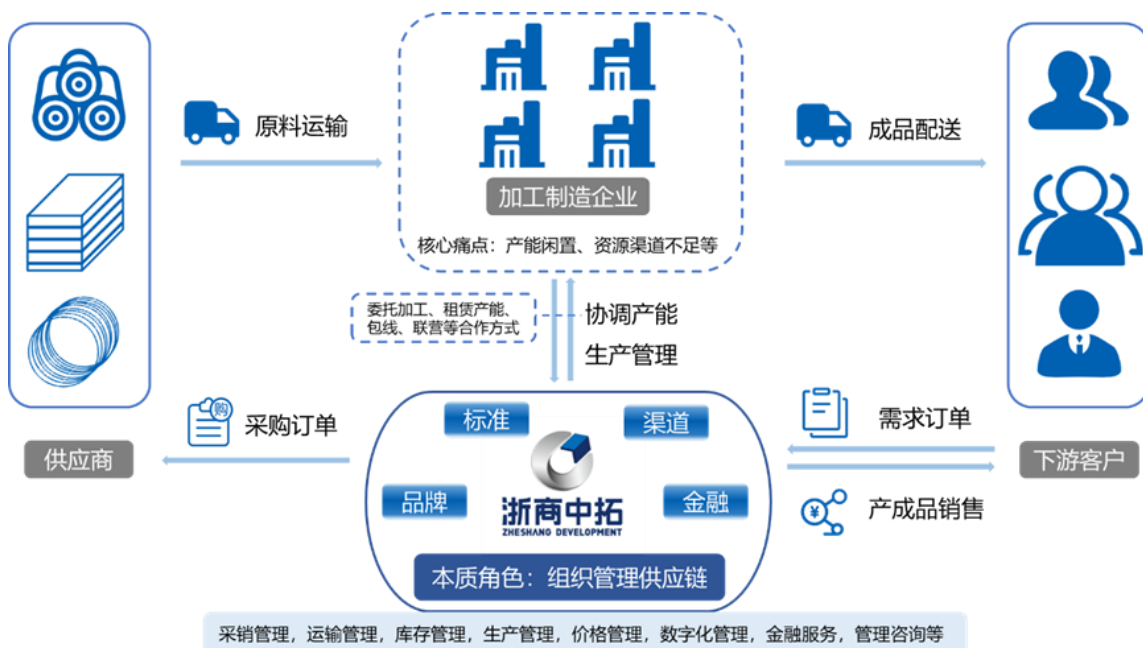 原料运输
成品配送
加工制造企业
核心痛点：产能闲置、资源渠道不足等
委托加工、租赁产能、
包线、联营等合作方式
协调产能
生产管理
购
采购订单
供应商
标准
渠道
品牌
金融
浙商中拓
ZHESHANG DEVELOPMENT
本质角色：组织管理供应链
需求订单
下游客户
¥
产成品销售
采销管理，运输管理，库存管理，生产管理，价格管理，数字化管理，金融服务，管理咨询等